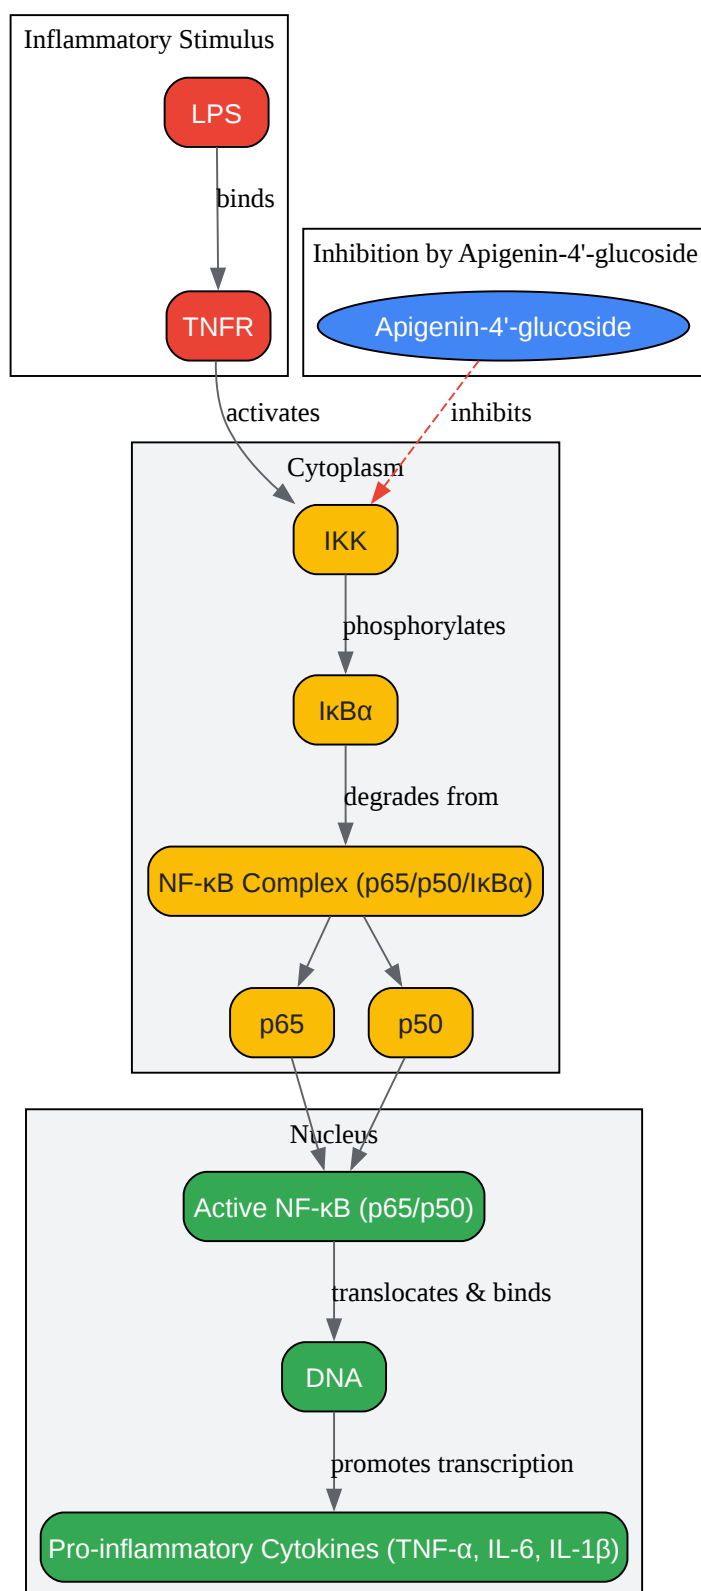 Inflammatory Stimulus
LPS
binds
Inhibition by Apigenin-4'-glucoside
TNFR
Apigenin-4'-glucoside
activates
inhibits
Cytoplasm
IKK
phosphorylates
IκBα
degrades from
NF-κB Complex (p65/p50/IκBα)
p65
p50
Nucleus
Active NF-κB (p65/p50)
translocates & binds
DNA
promotes transcription
Pro-inflammatory Cytokines (TNF-α, IL-6, IL-1β)